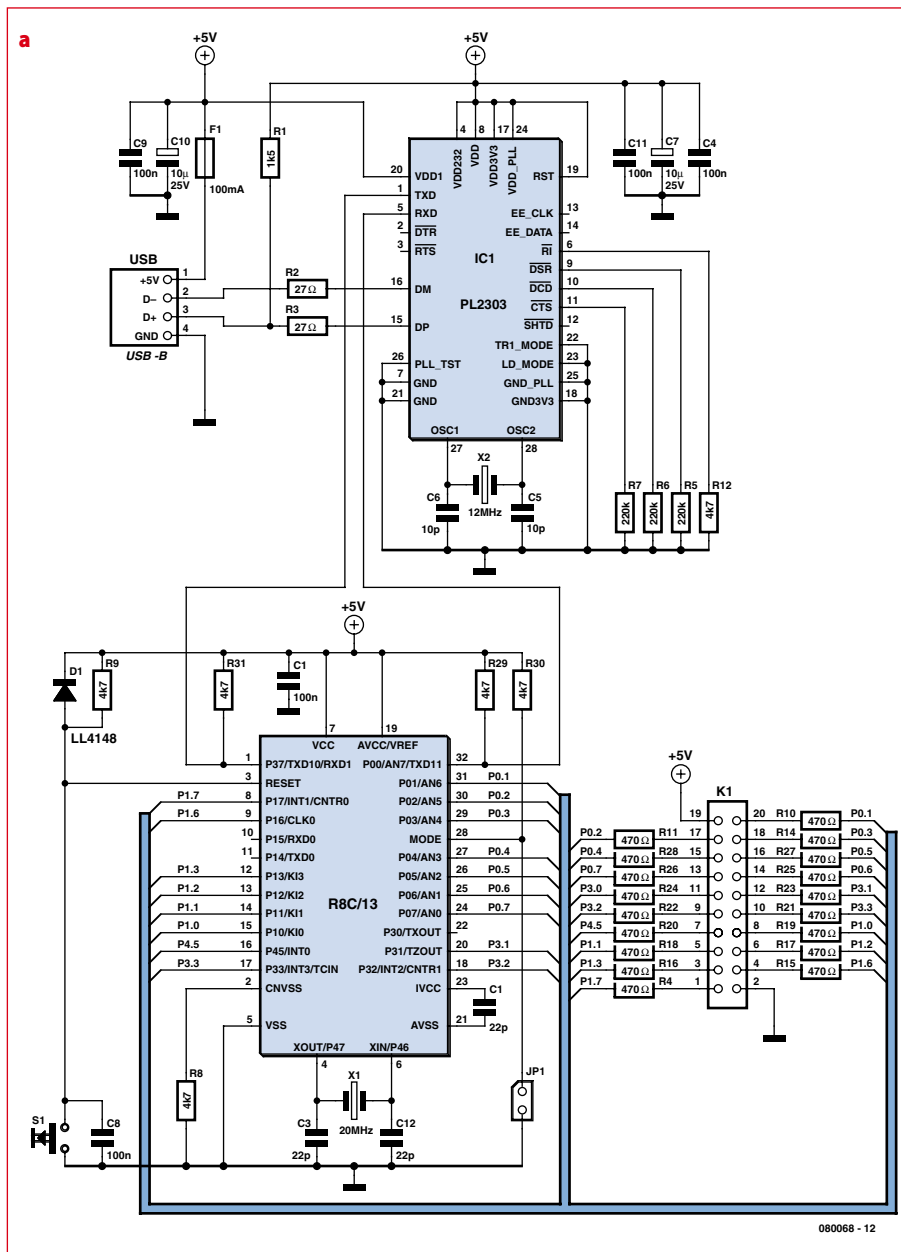 a
+5V
+5V
C9
100n
C10
10µ
25V
F1
100mA
R1
1k5
4
8
17
24
VDD232
VDD
VDD3V3
VDD_PLL
C11
100n
C7
10µ
25V
C4
100n
20
VDD1
RST
19
1
TXD
5
RXD
EE_CLK
13
2
DTR
EE_DATA
14
3
RTS
RI
6
IC1
DSR
9
PL2303
DCD
10
CTS
11
SHTD
12
USB
+5V
1
D–
2
D+
3
GND
4
USB -B
R2
27Ω
16
DM
R3
27Ω
15
DP
TR1_MODE
22
26
PLL_TST
LD_MODE
23
7
GND
GND_PLL
25
21
GND
GND3V3
18
OSC1
OSC2
27
28
X2
12MHz
C6
10p
C5
10p
R7
220k
R6
220k
R5
220k
R12
4k7
+5V
D1
LL4148
R9
4k7
R31
4k7
C1
100n
R29
4k7
R30
4k7
7
19
VCC
AVCC/VREF
1
P37/TXD10/RXD1
P00/AN7/TXD11
32
3
RESET
P01/AN6
31
P0.1
P1.7
8
P17/INT1/CNTR0
P02/AN5
30
P0.2
P1.6
9
P16/CLK0
P03/AN4
29
P0.3
10
P15/RXD0
MODE
28
11
P14/TXD0
P04/AN3
27
P0.4
P1.3
12
P13/KI3
P05/AN2
26
P0.5
P1.2
13
P12/KI2
P06/AN1
25
P0.6
P1.1
14
P11/KI1
R8C/13
P07/AN0
24
P0.7
P1.0
15
P10/KI0
P30/TXOUT
22
P4.5
16
P45/INT0
P31/TZOUT
20
P3.1
P3.3
17
P33/INT3/TCIN
P32/INT2/CNTR1
18
P3.2
2
CNVSS
IVCC
23
C1
22p
5
VSS
AVSS
21
XOUT/P47
XIN/P46
4
6
X1
20MHz
C3
22p
C12
22p
R8
4k7
S1
C8
100n
JP1
+5V
K1
19
20
R10
470Ω
P0.1
P0.2
470Ω
R11
17
18
R14
470Ω
P0.3
P0.4
470Ω
R28
15
16
R27
470Ω
P0.5
P0.7
470Ω
R26
13
14
R25
470Ω
P0.6
P3.0
470Ω
R24
11
12
R23
470Ω
P3.1
P3.2
470Ω
R22
9
10
R21
470Ω
P3.3
P4.5
470Ω
R20
7
8
R19
470Ω
P1.0
P1.1
470Ω
R18
5
6
R17
470Ω
P1.2
P1.3
470Ω
R16
3
4
R15
470Ω
P1.6
P1.7
470Ω
R4
1
2
080068 - 12